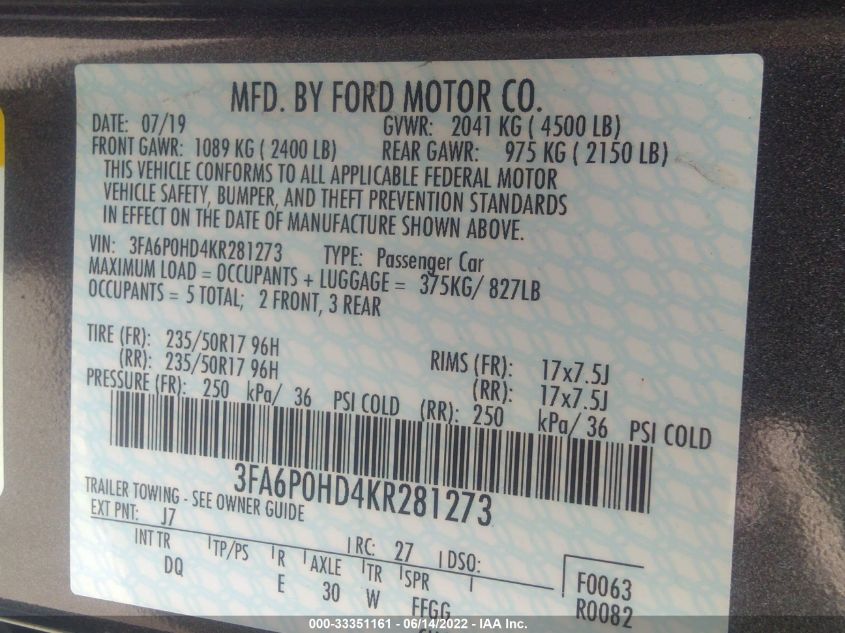 MFD. BY FORD MOTOR CO.
DATE: 07/19 GVWR: 2041 KG ( 4500 LB)
FRONT GAWR: 1089 KG ( 2400 LB) REAR GAWR: 975 KG ( 2150 LB)
THIS VEHICLE CONFORMS TO ALL APPLICABLE FEDERAL MOTOR
VEHICLE SAFETY, BUMPER, AND THEFT PREVENTION STANDARDS
IN EFFECT ON THE DATE OF MANUFACTURE SHOWN ABOVE.
VIN: 3FA6P0HD4KR281273 TYPE: Passenger Car
MAXIMUM LOAD = OCCUPANTS + LUGGAGE = 375KG/ 827LB
OCCUPANTS = 5 TOTAL; 2 FRONT, 3 REAR
TIRE (FR): 235/50R17 96H RIMS (FR): 17x7.5J
(RR): 235/50R17 96H (RR): 17x7.5J
PRESSURE (FR): 250 kPa/ 36 PSI COLD (RR): 250 kPa/ 36 PSI COLD
3FA6P0HD4KR281273
TRAILER TOWING - SEE OWNER GUIDE
EXT PNT: J7 RC: 27 DSO:
INT TR TP/PS R AXLE TR SPR F0063
DQ E 30 W FFGG R0082
000-33351161 - 06/14/2022 - IAA Inc.